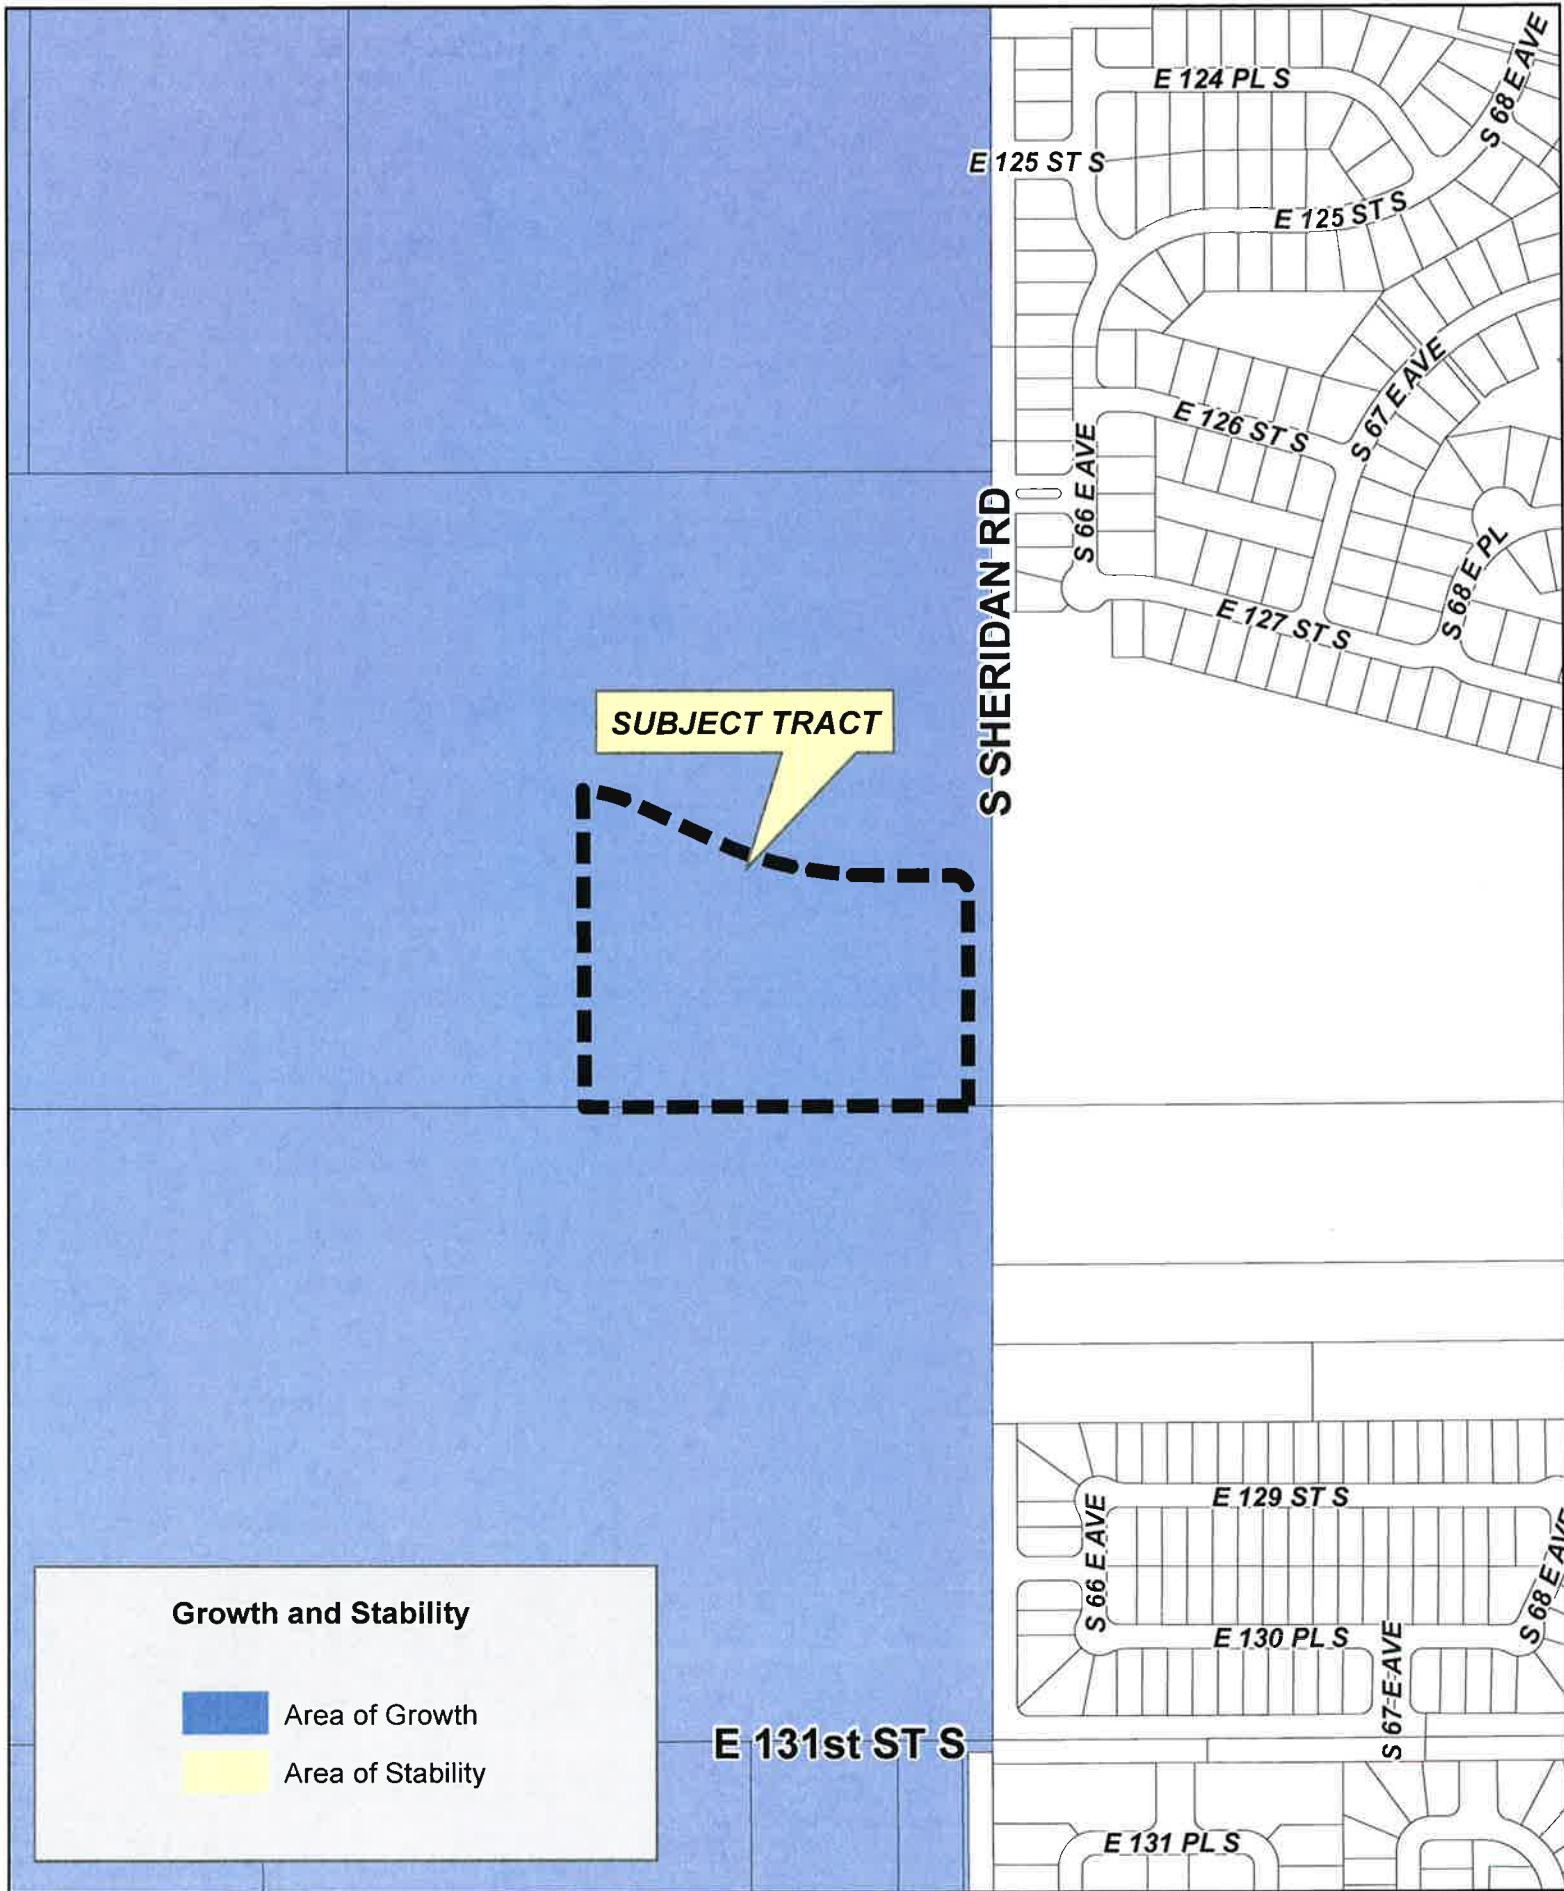 E 124 PL S
S 68 E AVE
E 125 ST S
E 125 ST S
S 67 E AVE
E 126 ST S
S 66 E AVE
S SHERIDAN RD
S 68 E PL
E 127 ST S
SUBJECT TRACT
E 129 ST S
S 66 E AVE
S 68 E AVE
E 130 PL S
S 67 E AVE
Growth and Stability
Area of Growth
Area of Stability
E 131st ST S
E 131 PL S